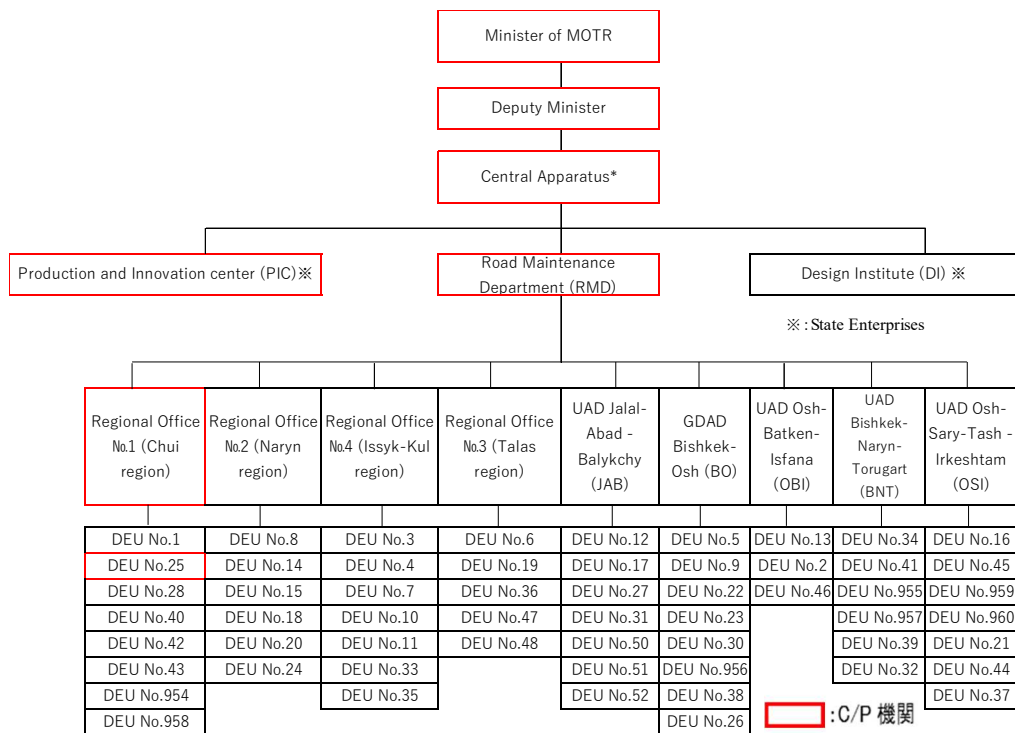 Minister of MOTR
Deputy Minister
Central Apparatus*
Production and Innovation center (PIC)※
Road Maintenance
Department (RMD)
Design Institute (DI) ※
※ : State Enterprises
Regional Office
№1 (Chui
region)
Regional Office
№2 (Naryn
region)
Regional Office
№4 (Issyk-Kul
region)
Regional Office
№3 (Talas
region)
UAD Jalal-
Abad -
Balykchy
(JAB)
GDAD
Bishkek-
Osh (BO)
UAD Osh-
Batken-
Isfana
(OBI)
UAD
Bishkek-
Naryn-
Torugart
(BNT)
UAD Osh-
Sary-Tash -
Irkeshtam
(OSI)
DEU No.1 DEU No.8 DEU No.3 DEU No.6 DEU No.12 DEU No.5 DEU No.13 DEU No.34 DEU No.16
DEU No.25 DEU No.14 DEU No.4 DEU No.19 DEU No.17 DEU No.9 DEU No.2 DEU No.41 DEU No.45
DEU No.28 DEU No.15 DEU No.7 DEU No.36 DEU No.27 DEU No.22 DEU No.46 DEU No.955 DEU No.959
DEU No.40 DEU No.18 DEU No.10 DEU No.47 DEU No.31 DEU No.23 DEU No.957 DEU No.960
DEU No.42 DEU No.20 DEU No.11 DEU No.48 DEU No.50 DEU No.30 DEU No.39 DEU No.21
DEU No.43 DEU No.24 DEU No.33 DEU No.51 DEU No.956 DEU No.32 DEU No.44
DEU No.954 DEU No.35 DEU No.52 DEU No.38 DEU No.37
DEU No.958 DEU No.26
:C/P 機関